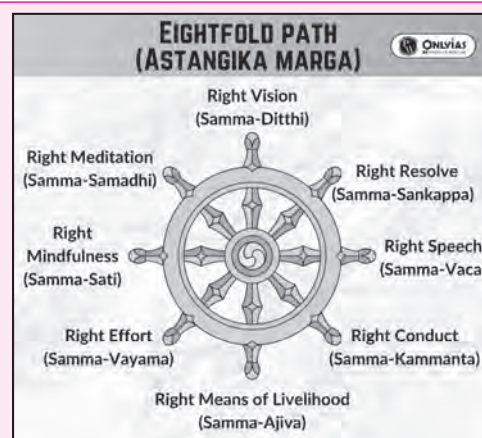 EIGHTFOLD PATH
(ASTANGIKA MARGA)
ONLYIAS
Right Vision
(Samma-Ditthi)
Right Resolve
(Samma-Sankappa)
Right Speech
(Samma-Vaca
Right Conduct
(Samma-Kammanta)
Right Means of Livelihood
(Samma-Ajiva)
Right Effort
(Samma-Vayama)
Right
Mindfulness
(Samma-Sati)
Right Meditation
(Samma-Samadhi)